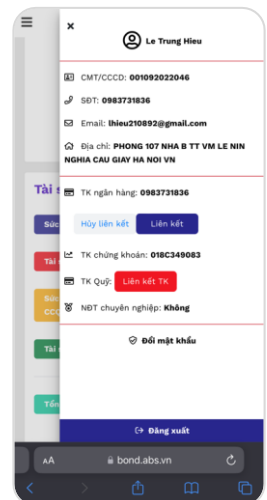 ×
Le Trung Hieu
CMT/CCCD: 001092022046
SĐT: 0983731836
Email: lhieu210892@gmail.com
Địa chỉ: PHONG 107 NHA B TT VM LE NIN
NGHIA CAU GIAY HA NOI VN
Tài s
TK ngân hàng: 0983731836
Sức
Hủy liên kết
Liên kết
TK chứng khoán: 018C349083
Tài
TK Quỹ:
Liên kết TK
Sức
CCQ
NĐT chuyên nghiệp: Không
Tài
Đổi mật khẩu
Tổn
Đăng xuất
AA
bond.abs.vn